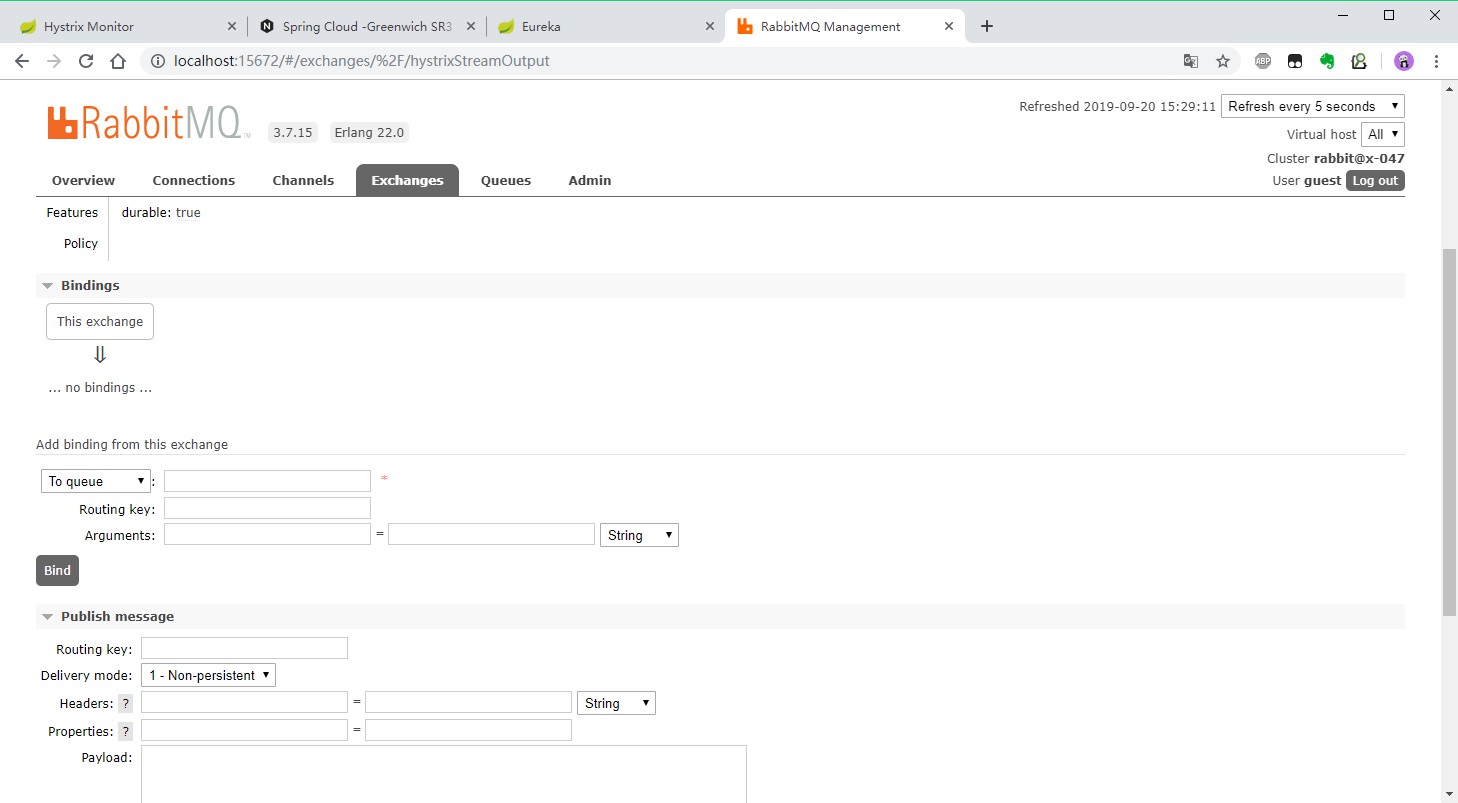 Hystrix Monitor
Spring Cloud -Greenwich SR3
Eureka
RabbitMQ Management
localhost:15672/#/exchanges/%2F/hystrixStreamOutput
ABP
RabbitMQ TM 3.7.15 Erlang 22.0
Refreshed 2019-09-20 15:29:11 Refresh every 5 seconds
Virtual host All
Cluster rabbit@x-047
User guest Log out
Overview Connections Channels Exchanges Queues Admin
Features durable: true
Policy
Bindings
This exchange
⇓
... no bindings ...
Add binding from this exchange
To queue : *
Routing key:
Arguments: = String
Bind
Publish message
Routing key:
Delivery mode: 1 - Non-persistent
Headers: ? = String
Properties: ? =
Payload: